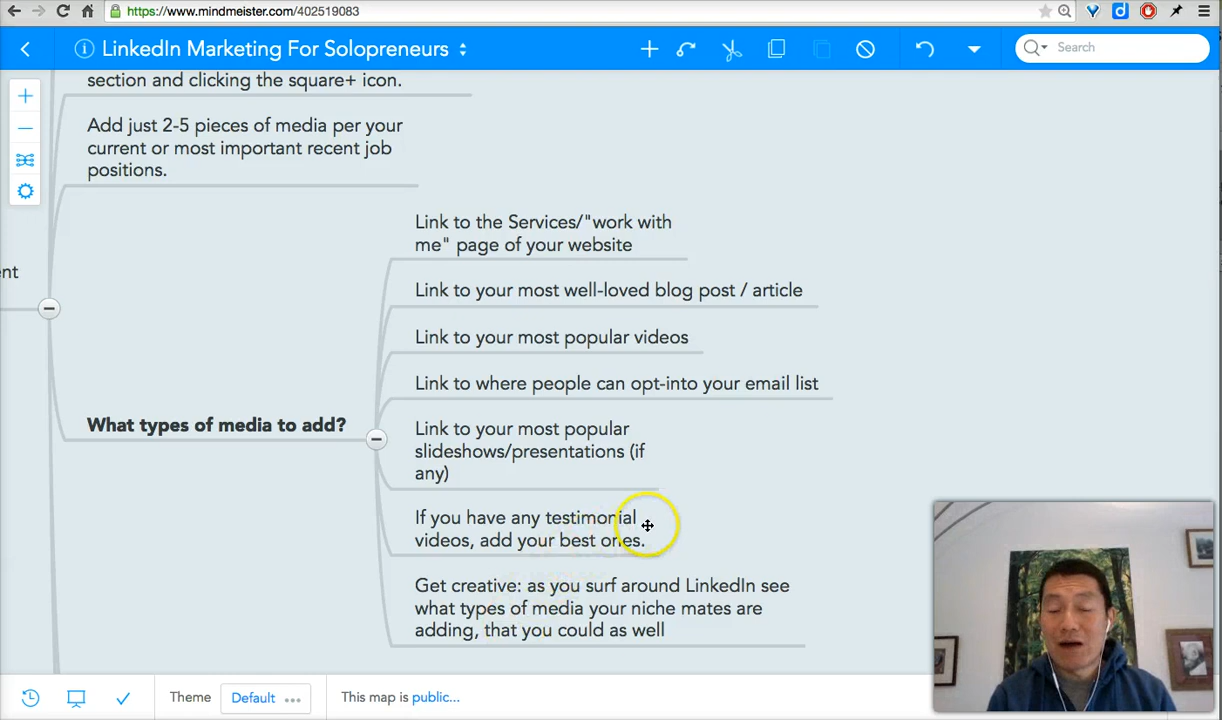 https://www.mindmeister.com/402519083
LinkedIn Marketing For Solopreneurs
Search
section and clicking the square+ icon.
Add just 2-5 pieces of media per your
current or most important recent job
positions.
ent
What types of media to add?
Link to the Services/"work with
me" page of your website
Link to your most well-loved blog post / article
Link to your most popular videos
Link to where people can opt-into your email list
Link to your most popular
slideshows/presentations (if
any)
If you have any testimonial
videos, add your best ones.
Get creative: as you surf around LinkedIn see
what types of media your niche mates are
adding, that you could as well
Theme
Default
This map is public...